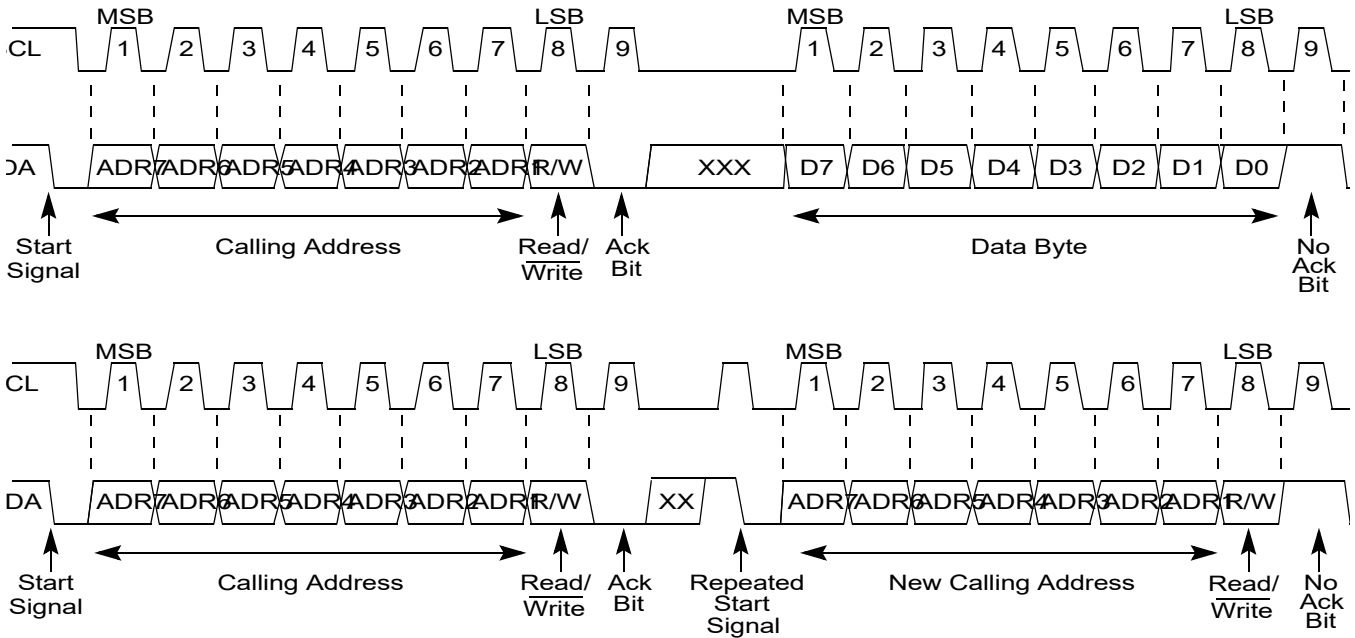 MSB LSB MSB LSB
CL 1 2 3 4 5 6 7 8 9 1 2 3 4 5 6 7 8 9
DA ADR7 ADR6 ADR5 ADR4 ADR3 ADR2 ADR1 R/W XXX D7 D6 D5 D4 D3 D2 D1 D0
Start Signal
Calling Address
Read/ Write
Ack Bit
Data Byte
No Ack Bit
MSB LSB MSB LSB
CL 1 2 3 4 5 6 7 8 9 1 2 3 4 5 6 7 8 9
DA ADR7 ADR6 ADR5 ADR4 ADR3 ADR2 ADR1 R/W XX ADR7 ADR6 ADR5 ADR4 ADR3 ADR2 ADR1 R/W
Start Signal
Calling Address
Read/ Write
Ack Bit
Repeated Start Signal
New Calling Address
Read/ Write
No Ack Bit